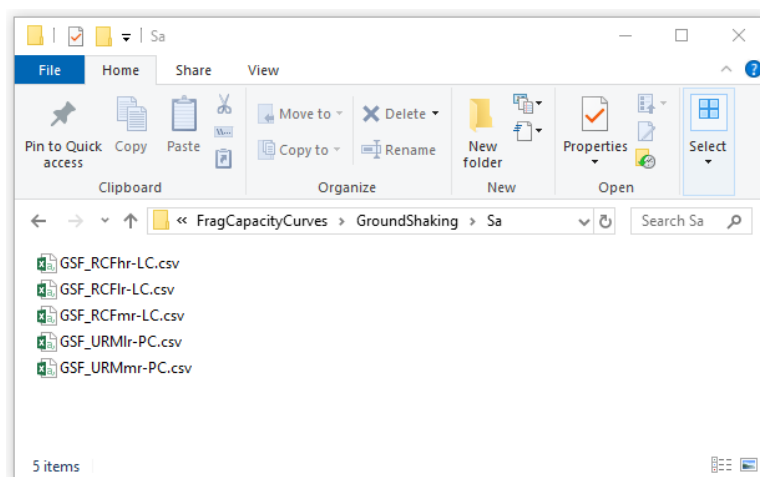 Sa
File Home Share View
Pin to Quick access
Copy
Paste
Move to
Copy to
Delete
Rename
New folder
Properties
Select
Clipboard Organize New Open
« FragCapacityCurves > GroundShaking > Sa
Search Sa
GSF_RCFhr-LC.csv
GSF_RCFlr-LC.csv
GSF_RCFmr-LC.csv
GSF_URMlr-PC.csv
GSF_URMmr-PC.csv
5 items